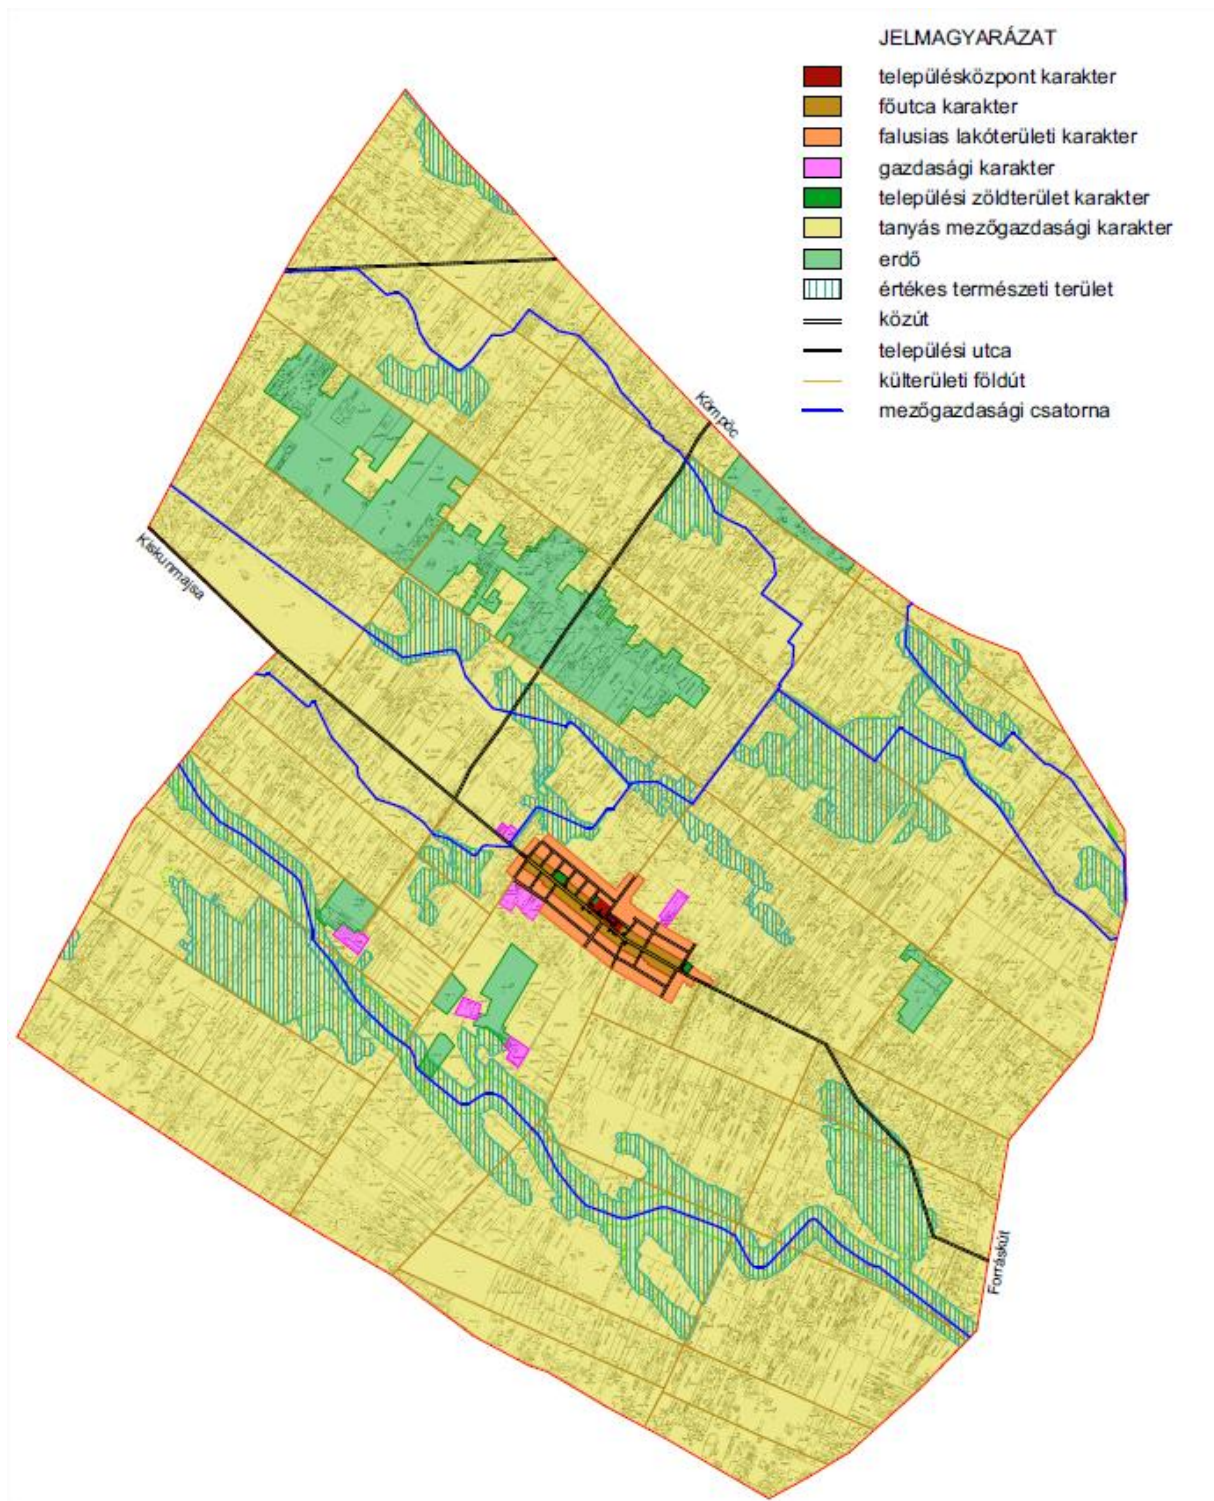 JELMAGYARÁZAT
településközpont karakter
főutca karakter
falusias lakóterületi karakter
gazdasági karakter
települési zöldterület karakter
tanyás mezőgazdasági karakter
erdő
értékes természeti terület
közút
települési utca
külterületi földút
mezőgazdasági csatorna
Kömpöc
Kiskunmajsa
Forráskút